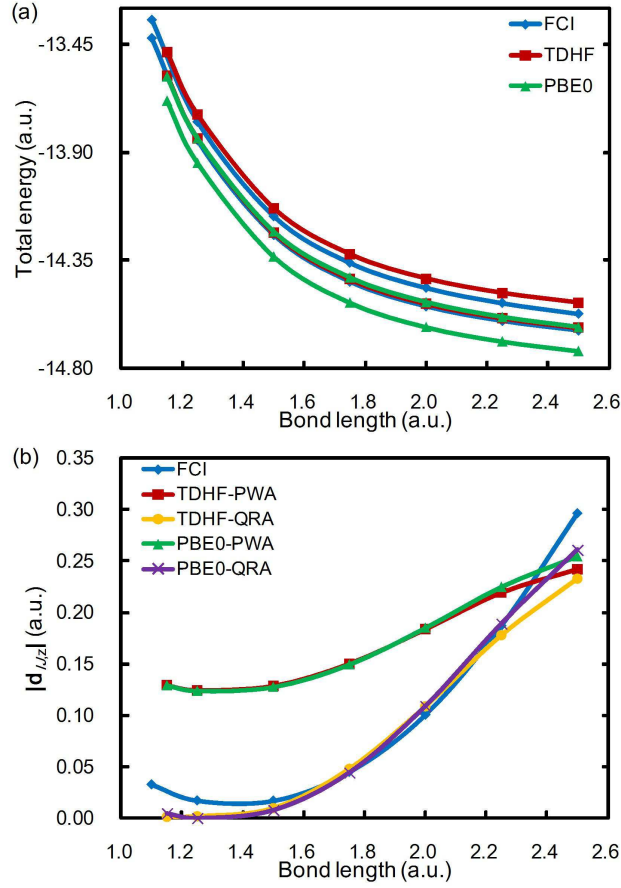 (a)
Total energy (a.u.)
-13.45
-13.90
-14.35
-14.80
FCI
TDHF
PBE0
1.0 1.2 1.4 1.6 1.8 2.0 2.2 2.4 2.6
Bond length (a.u.)
(b)
|d_{IJ,z}| (a.u.)
0.35
0.30
0.25
0.20
0.15
0.10
0.05
0.00
FCI
TDHF-PWA
TDHF-QRA
PBE0-PWA
PBE0-QRA
1.0 1.2 1.4 1.6 1.8 2.0 2.2 2.4 2.6
Bond length (a.u.)